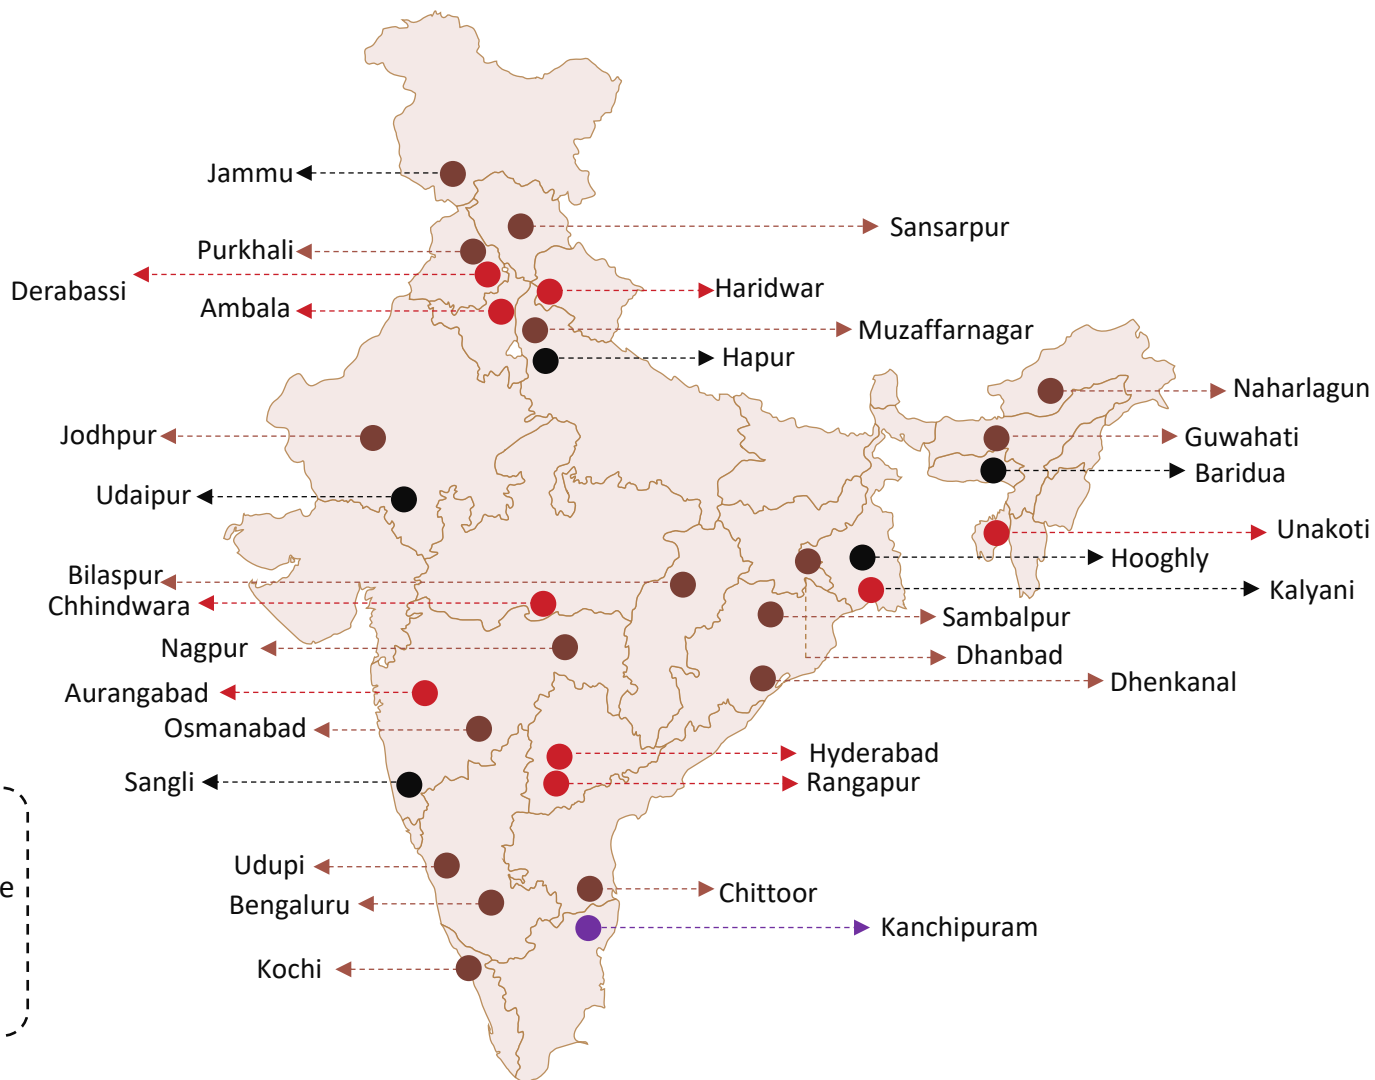 Jammu
Sansarpur
Purkhali
Derabassi
Haridwar
Ambala
Muzaffarnagar
Hapur
Naharlagun
Jodhpur
Guwahati
Baridua
Udaipur
Unakoti
Hooghly
Bilaspur
Kalyani
Chhindwara
Sambalpur
Nagpur
Dhanbad
Dhenkanal
Aurangabad
Osmanabad
Hyderabad
Sangli
Rangapur
Udupi
e
Chittoor
Bengaluru
Kanchipuram
Kochi